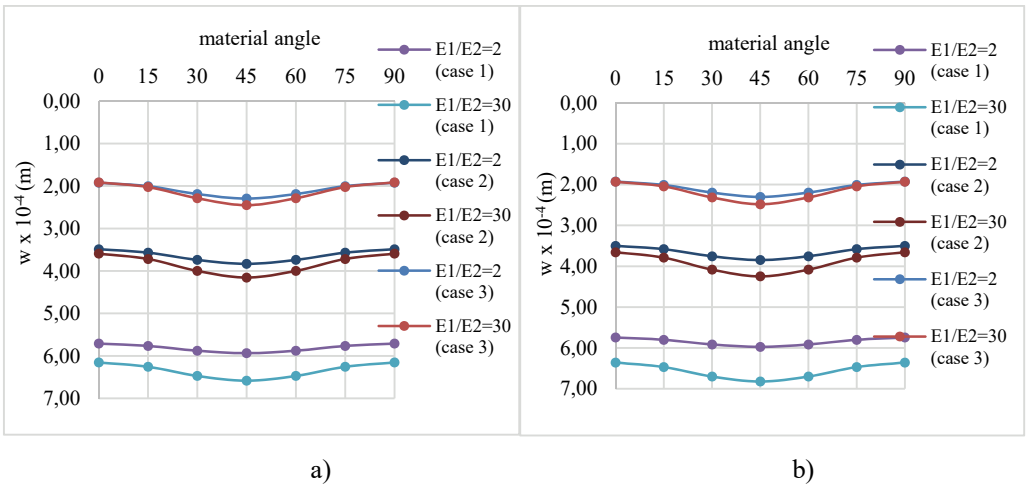 material angle
0 15 30 45 60 75 90
0,00
1,00
2,00
3,00
4,00
5,00
6,00
7,00
w x 10-4 (m)
E1/E2=2
(case 1)
E1/E2=30
(case 1)
E1/E2=2
(case 2)
E1/E2=30
(case 2)
E1/E2=2
(case 3)
E1/E2=30
(case 3)
a)
material angle
0 15 30 45 60 75 90
0,00
1,00
2,00
3,00
4,00
5,00
6,00
7,00
w x 10-4 (m)
E1/E2=2
(case 1)
E1/E2=30
(case 1)
E1/E2=2
(case 2)
E1/E2=30
(case 2)
E1/E2=2
(case 3)
E1/E2=30
(case 3)
b)